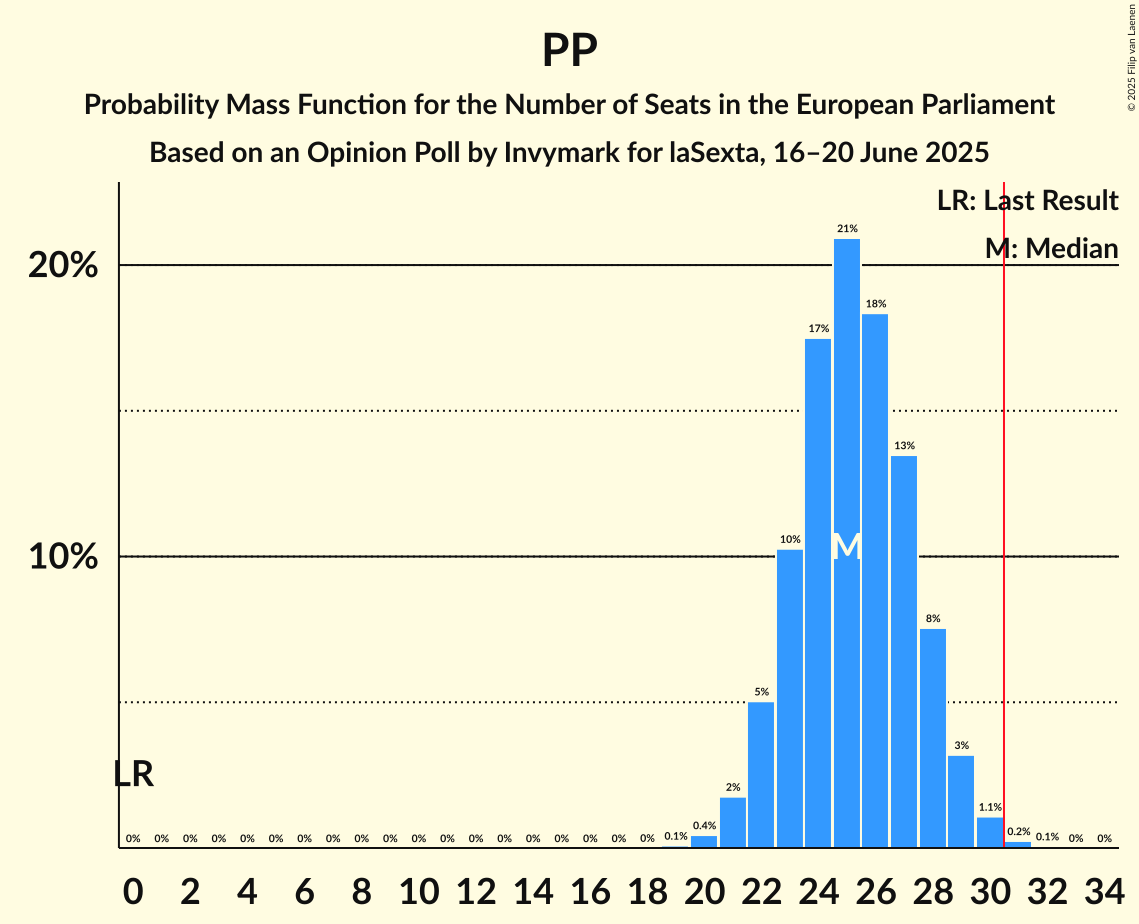 PP
Probability Mass Function for the Number of Seats in the European Parliament
Based on an Opinion Poll by Invymark for laSexta, 16–20 June 2025
© 2025 Filip van Laenen
LR: Last Result
M: Median
20%
10%
21%
18%
17%
13%
10%
M
8%
5%
3%
LR
2%
1.1%
0% 0% 0% 0% 0% 0% 0% 0% 0% 0% 0% 0% 0% 0% 0% 0% 0% 0% 0% 0.1% 0.4% 0.2% 0.1% 0% 0%
0 2 4 6 8 10 12 14 16 18 20 22 24 26 28 30 32 34